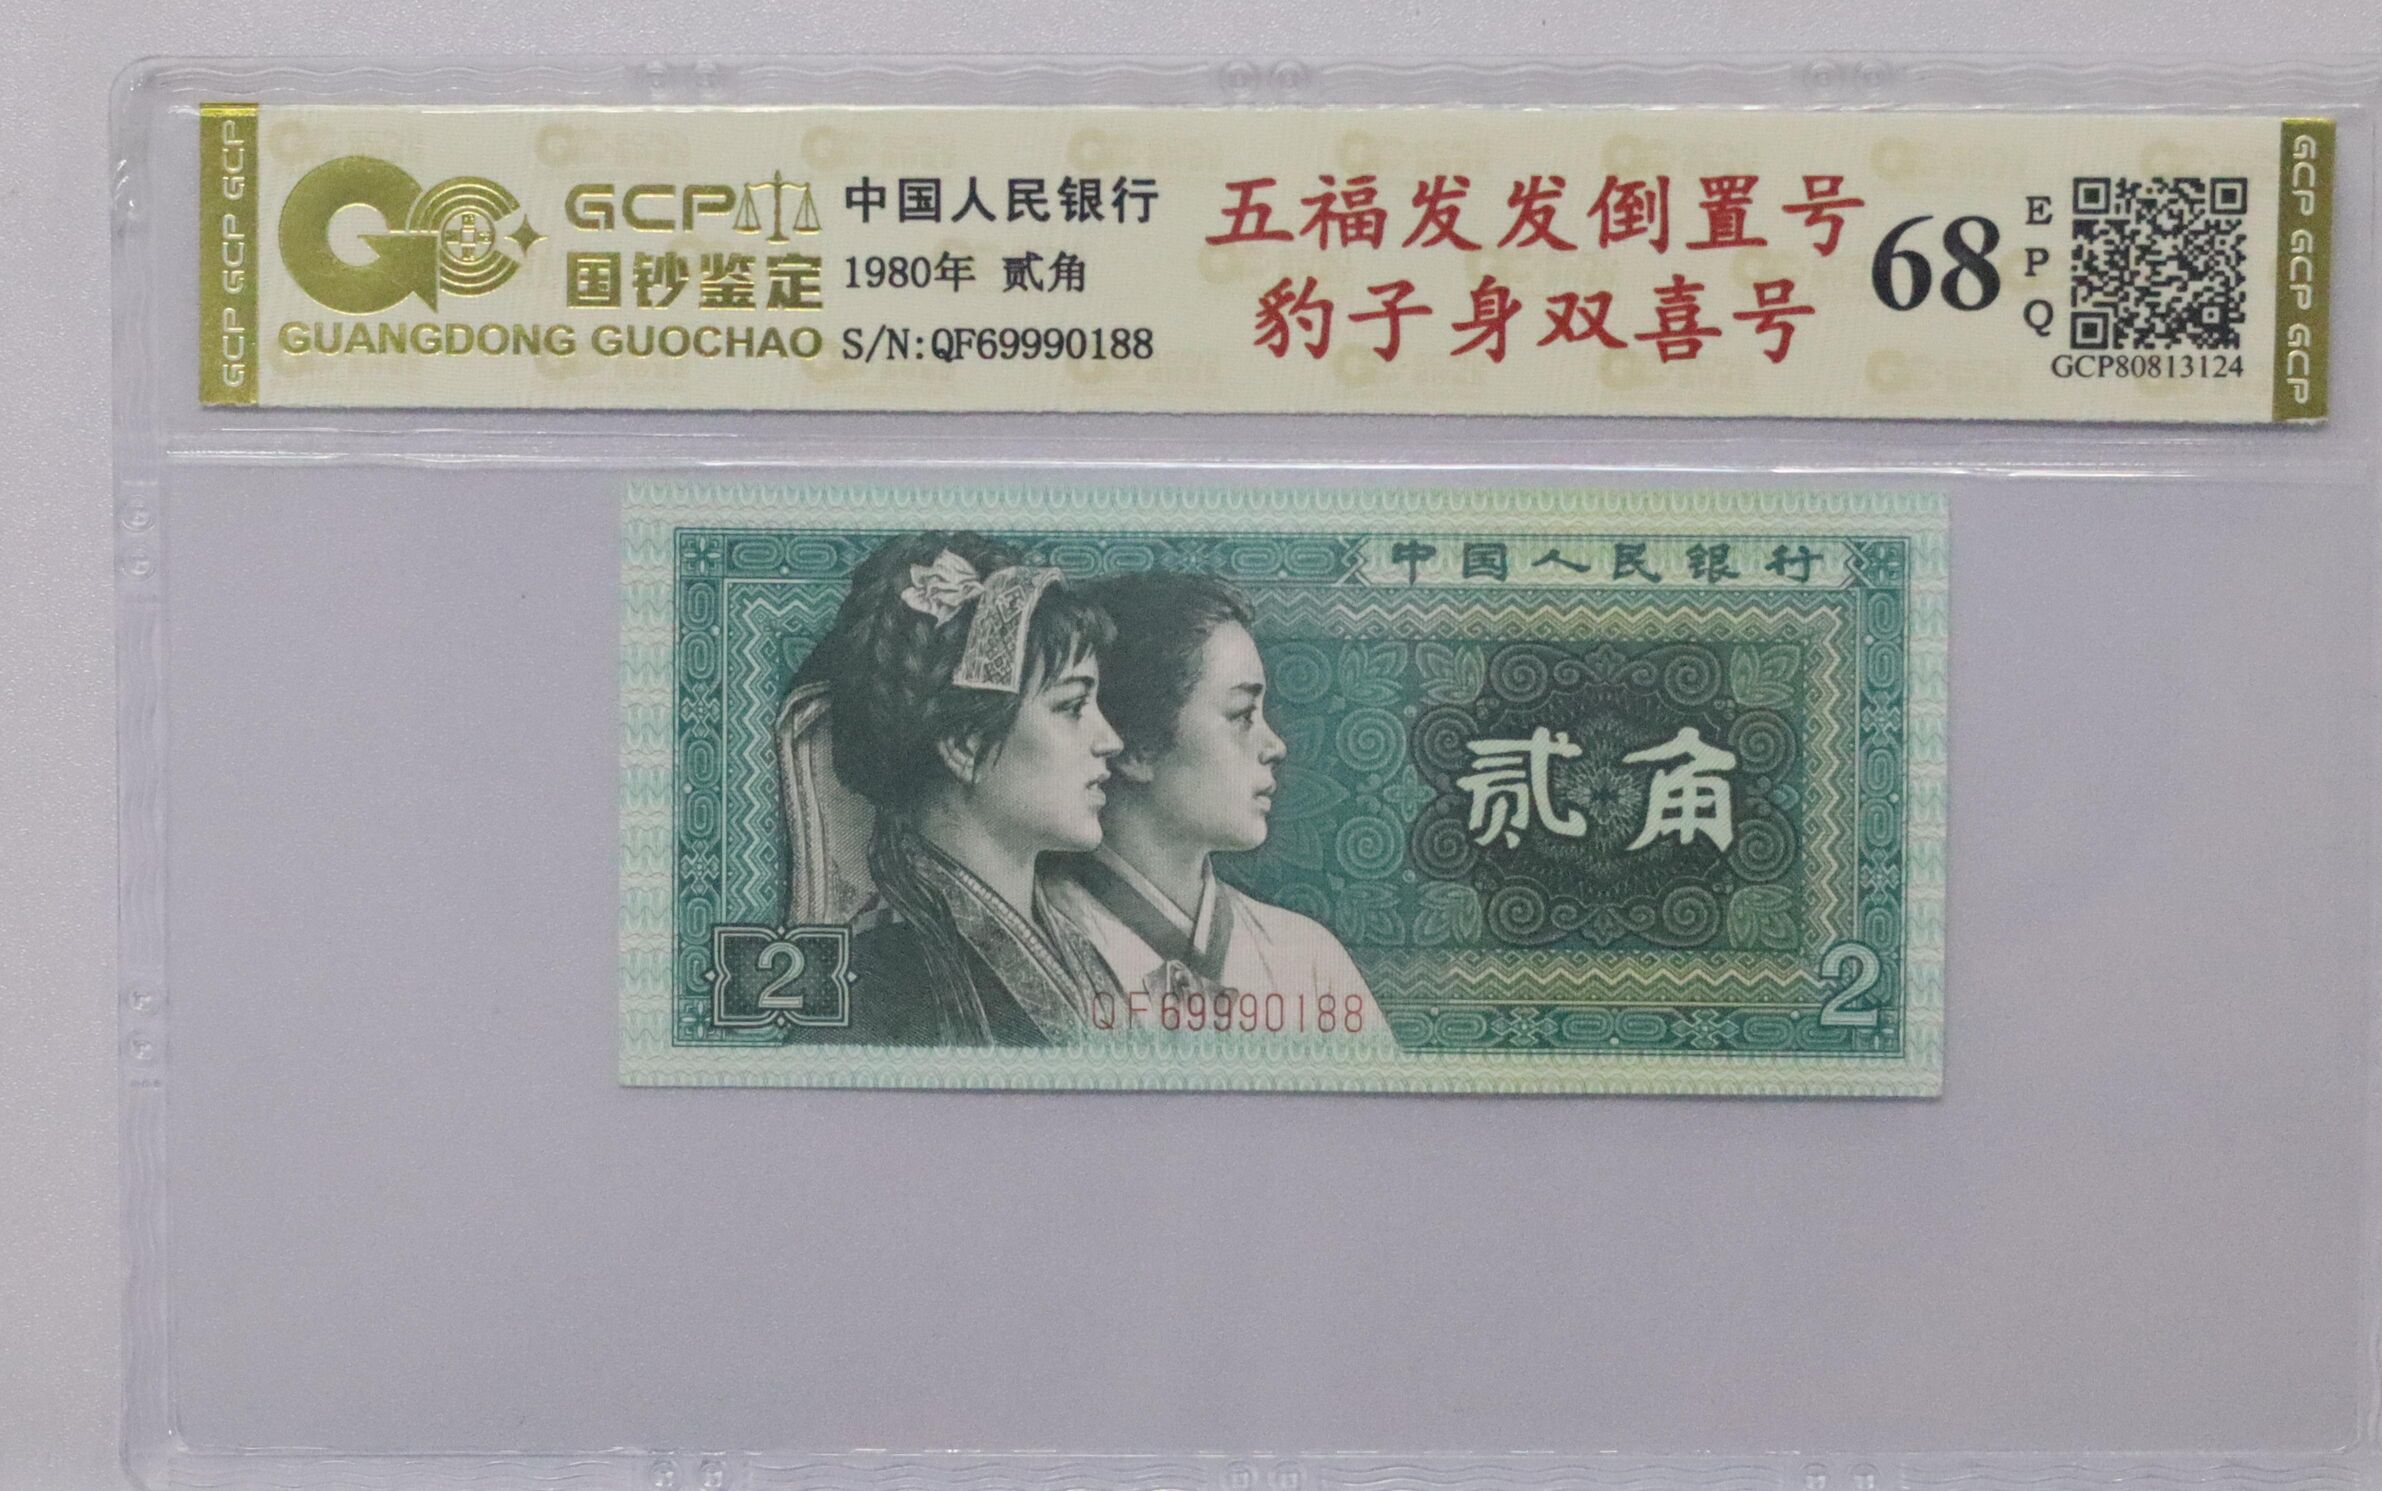 GCP GCP GCP
GCP
国钞鉴定
GUANGDONG GUOCHAO
中国人民银行
1980年 贰角
S/N:QF69990188
五福发发倒置号
豹子身双喜号
68
EPQ
GCP80813124
GCP GCP GCP
中国人民银行
贰角
2
QF69990188
2